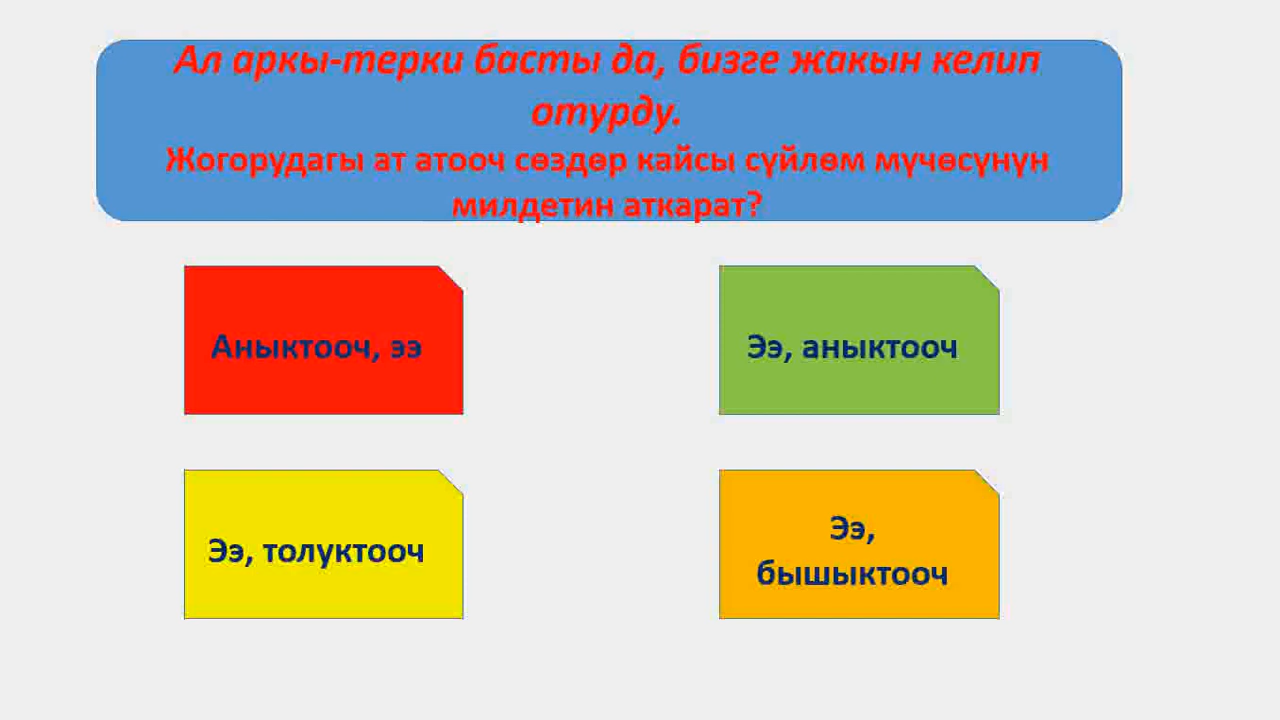 Ал аркы-терки басты да, бизге жакын келип
отурду.
Жогорудагы ат атооч сөздөр кайсы сүйлөм мүчөсүнүн
милдетин аткарат?
Аныктооч, ээ
Ээ, аныктооч
Ээ, толуктооч
Ээ,
бышыктооч